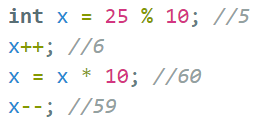 int x = 25 % 10; //5
x++; //6
x = x * 10; //60
x--; //59